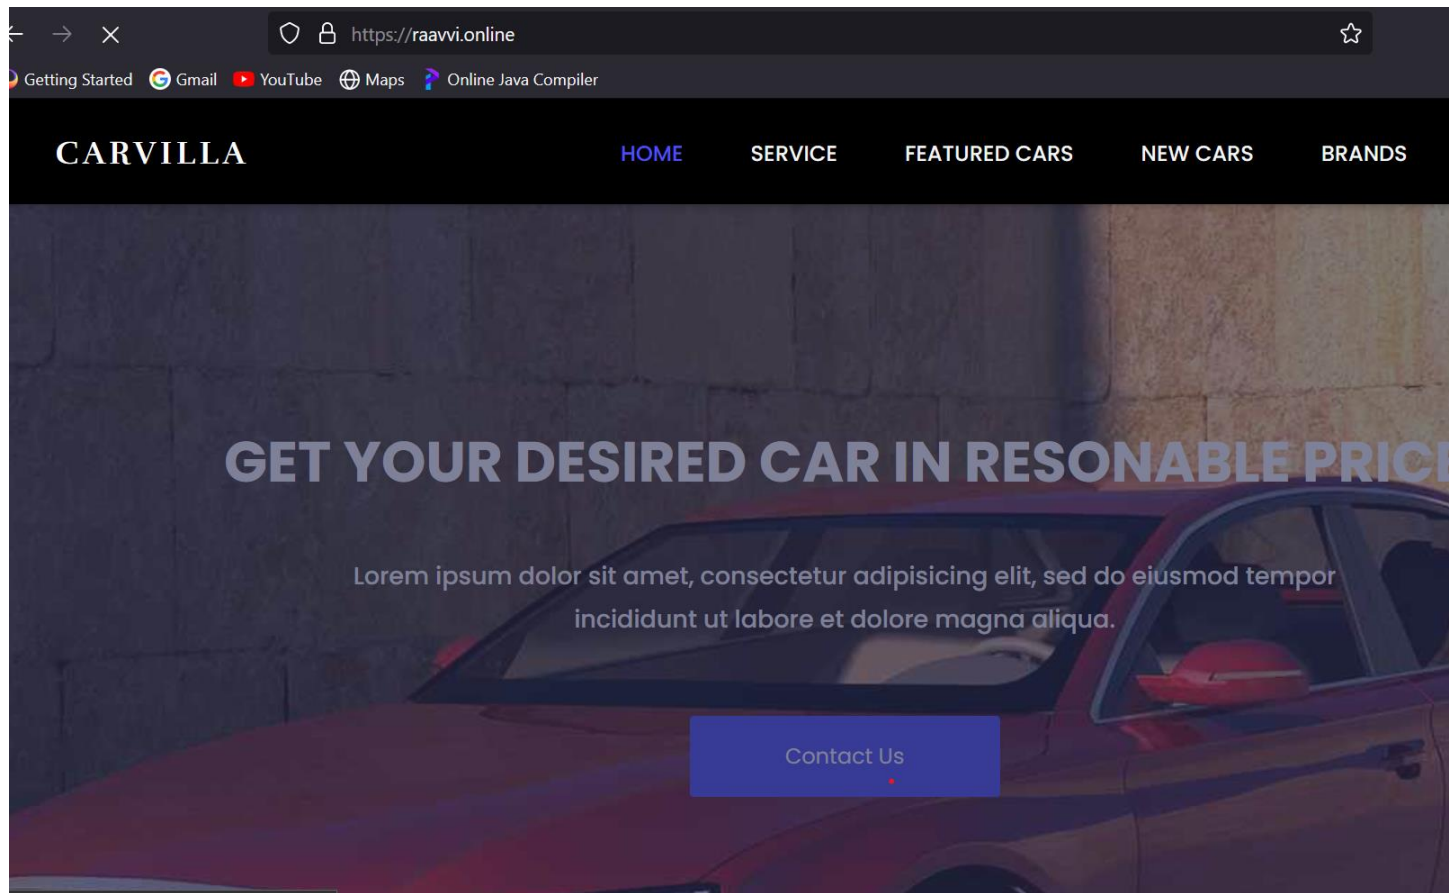 https://raavvi.online
Getting Started Gmail YouTube Maps Online Java Compiler
CARVILLA HOME SERVICE FEATURED CARS NEW CARS BRANDS
GET YOUR DESIRED CAR IN RESONABLE PRICE
Lorem ipsum dolor sit amet, consectetur adipisicing elit, sed do eiusmod tempor
incididunt ut labore et dolore magna aliqua.
Contact Us